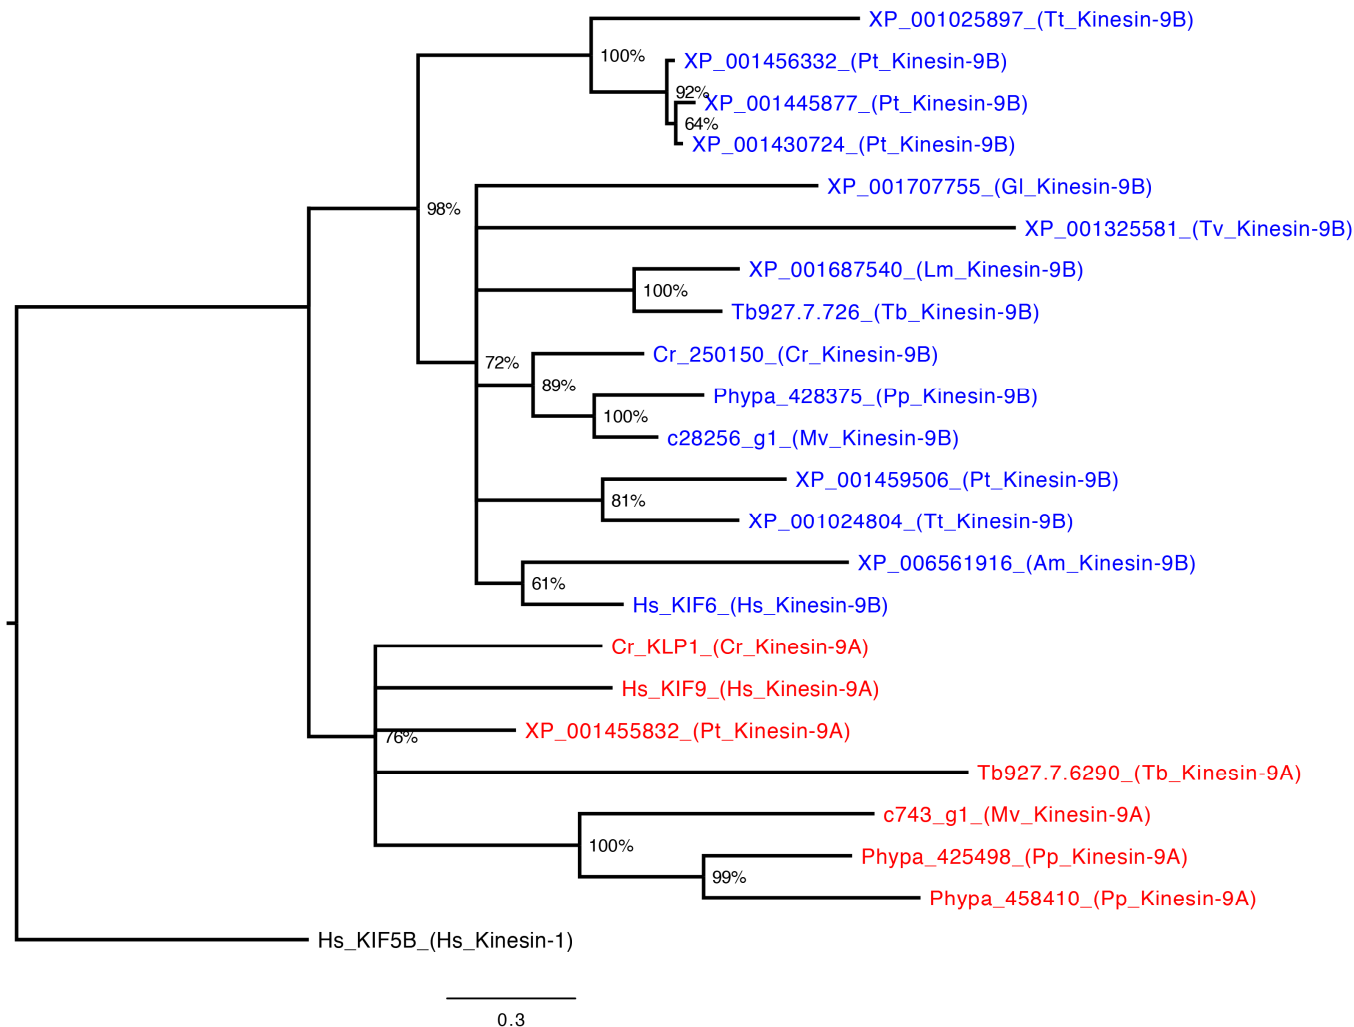 XP_001025897_(Tt_Kinesin-9B)
100%
XP_001456332_(Pt_Kinesin-9B)
92%
XP_001445877_(Pt_Kinesin-9B)
64%
XP_001430724_(Pt_Kinesin-9B)
XP_001707755_(Gl_Kinesin-9B)
98%
XP_001325581_(Tv_Kinesin-9B)
XP_001687540_(Lm_Kinesin-9B)
100%
Tb927.7.726_(Tb_Kinesin-9B)
Cr_250150_(Cr_Kinesin-9B)
72%
89%
Phypa_428375_(Pp_Kinesin-9B)
100%
c28256_g1_(Mv_Kinesin-9B)
XP_001459506_(Pt_Kinesin-9B)
81%
XP_001024804_(Tt_Kinesin-9B)
XP_006561916_(Am_Kinesin-9B)
61%
Hs_KIF6_(Hs_Kinesin-9B)
Cr_KLP1_(Cr_Kinesin-9A)
Hs_KIF9_(Hs_Kinesin-9A)
XP_001455832_(Pt_Kinesin-9A)
76%
Tb927.7.6290_(Tb_Kinesin-9A)
c743_g1_(Mv_Kinesin-9A)
100%
Phypa_425498_(Pp_Kinesin-9A)
99%
Phypa_458410_(Pp_Kinesin-9A)
Hs_KIF5B_(Hs_Kinesin-1)
0.3